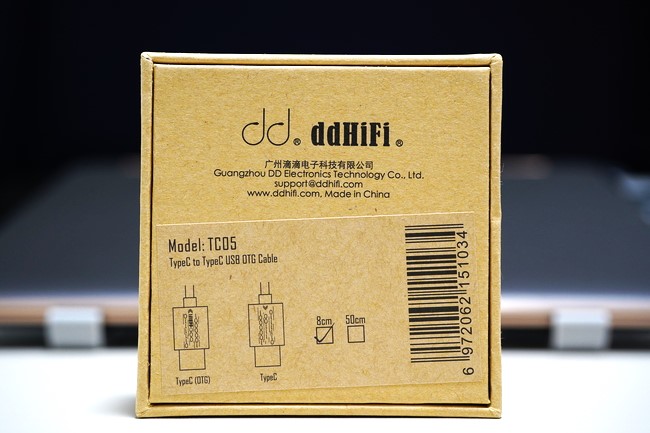 dd® ddHiFi®
广州滴滴电子科技有限公司
Guangzhou DD Electronics Technology Co., Ltd.
support@ddhifi.com
www.ddhifi.com, Made in China
Model: TC05
TypeC to TypeC USB OTG Cable
8cm 50cm
TypeC (OTG) TypeC
6 972062 151034